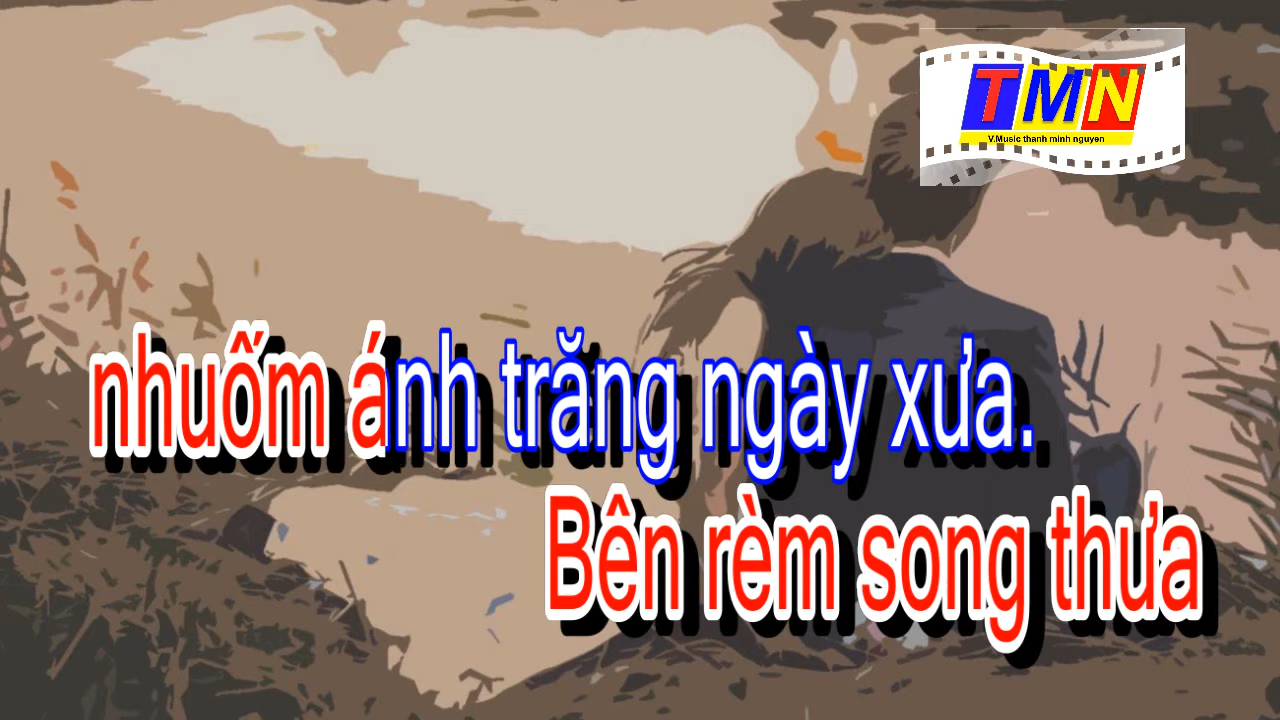 TMN
V.Music thanh minh nguyen
nhuốm ánh trăng ngày xưa.
Bên rèm song thưa